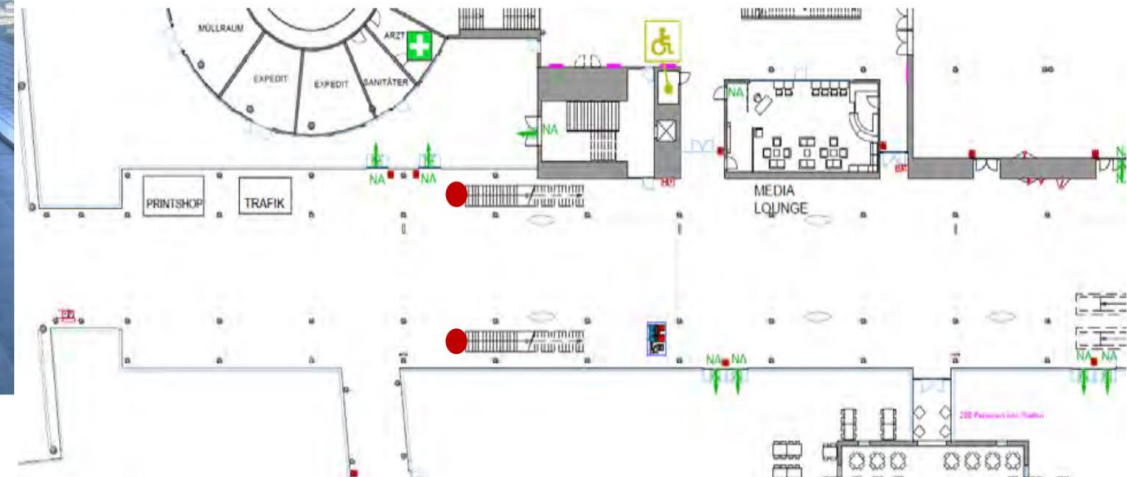 MÜLLRAUM
EXPEDIT
EXPEDIT
SANITÄTER
ARZT
NA
NA
NA
NA
PRINTSHOP
TRAFIK
MEDIA
LOUNGE
NA
NA
NA
NA